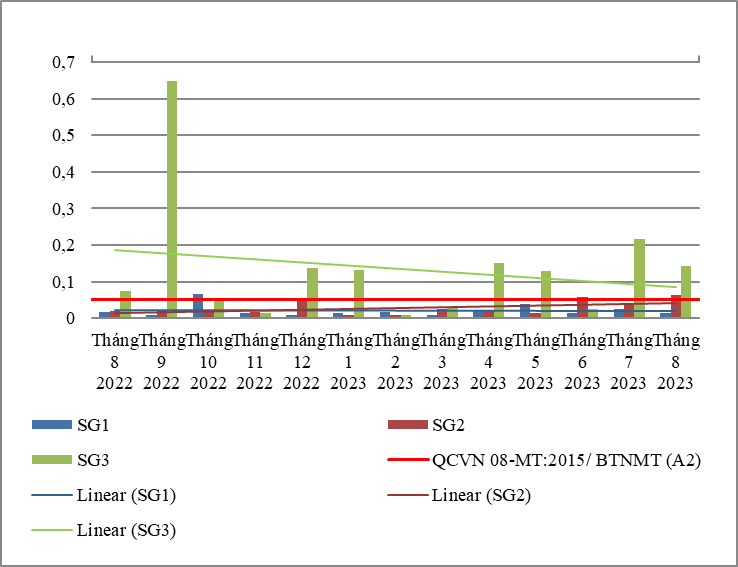 0,7
0,6
0,5
0,4
0,3
0,2
0,1
0
Tháng Tháng Tháng Tháng Tháng Tháng Tháng Tháng Tháng Tháng Tháng Tháng Tháng
8 9 10 11 12 1 2 3 4 5 6 7 8
2022 2022 2022 2022 2022 2023 2023 2023 2023 2023 2023 2023 2023
SG1 SG2
SG3 QCVN 08-MT:2015/ BTNMT (A2)
Linear (SG1) Linear (SG2)
Linear (SG3)